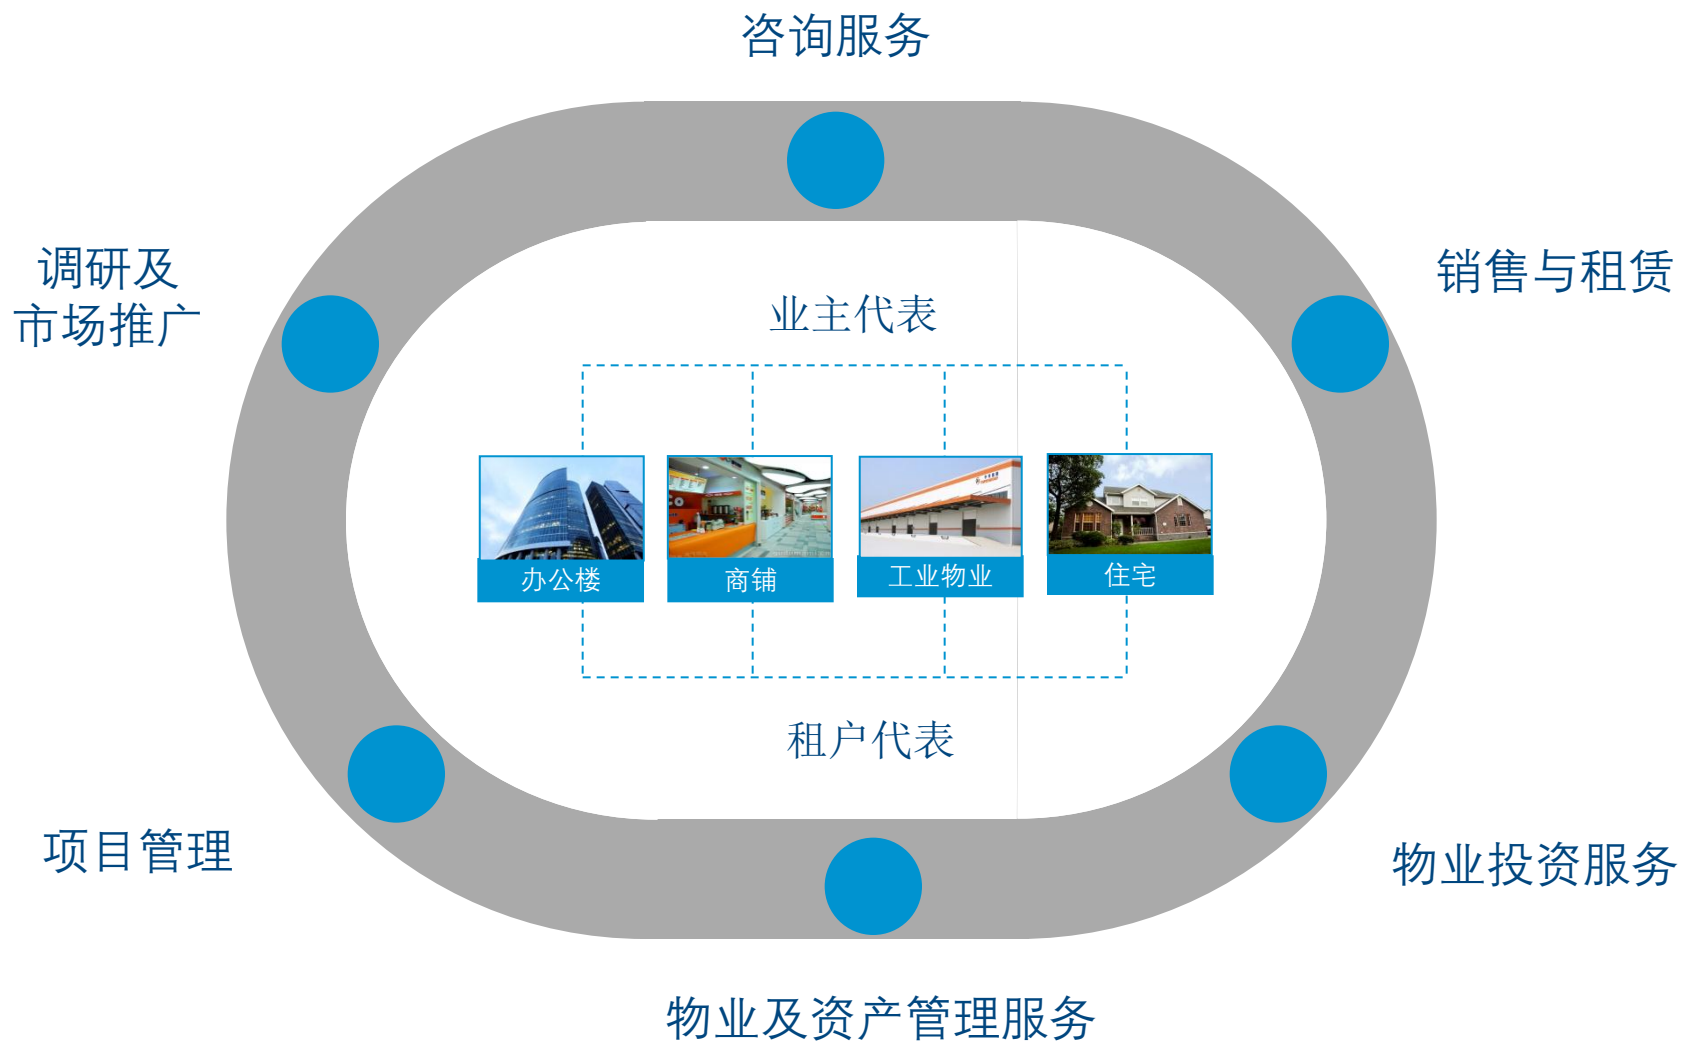 咨询服务
调研及
市场推广
销售与租赁
业主代表
办公楼
商铺
工业物业
住宅
租户代表
项目管理
物业投资服务
物业及资产管理服务